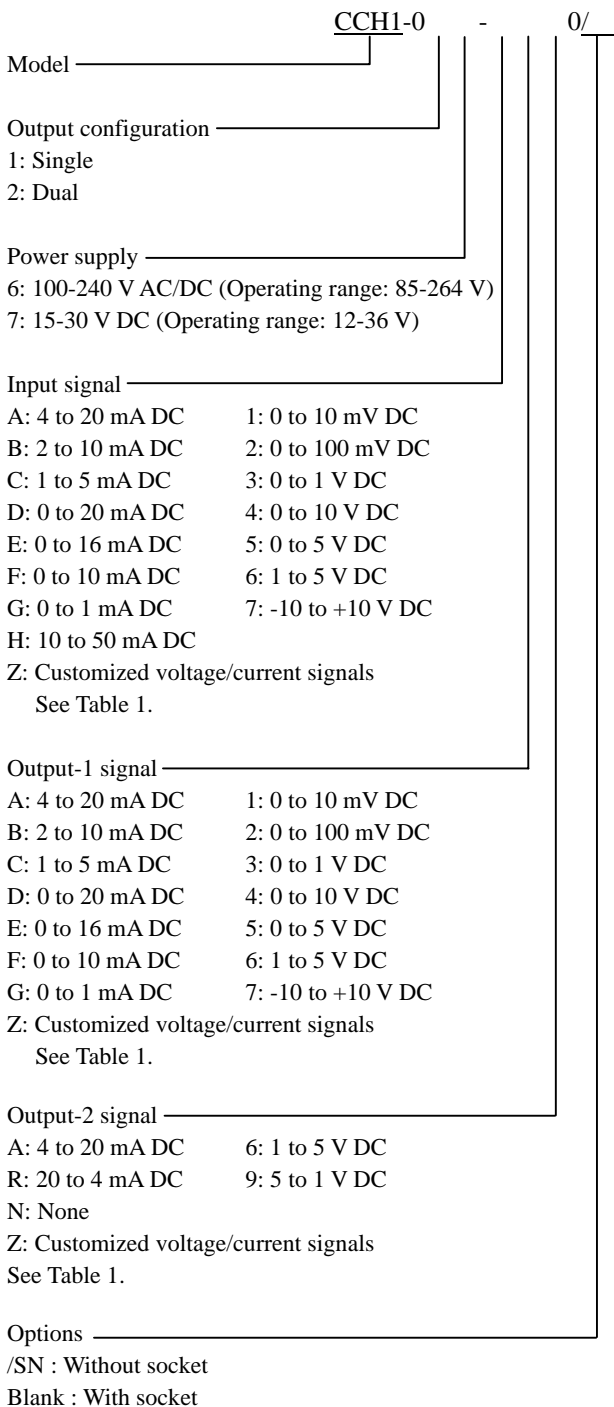 CCH1-0 - 0/
Model
Output configuration
1: Single
2: Dual
Power supply
6: 100-240 V AC/DC (Operating range: 85-264 V)
7: 15-30 V DC (Operating range: 12-36 V)
Input signal
A: 4 to 20 mA DC 1: 0 to 10 mV DC
B: 2 to 10 mA DC 2: 0 to 100 mV DC
C: 1 to 5 mA DC 3: 0 to 1 V DC
D: 0 to 20 mA DC 4: 0 to 10 V DC
E: 0 to 16 mA DC 5: 0 to 5 V DC
F: 0 to 10 mA DC 6: 1 to 5 V DC
G: 0 to 1 mA DC 7: -10 to +10 V DC
H: 10 to 50 mA DC
Z: Customized voltage/current signals
See Table 1.
Output-1 signal
A: 4 to 20 mA DC 1: 0 to 10 mV DC
B: 2 to 10 mA DC 2: 0 to 100 mV DC
C: 1 to 5 mA DC 3: 0 to 1 V DC
D: 0 to 20 mA DC 4: 0 to 10 V DC
E: 0 to 16 mA DC 5: 0 to 5 V DC
F: 0 to 10 mA DC 6: 1 to 5 V DC
G: 0 to 1 mA DC 7: -10 to +10 V DC
Z: Customized voltage/current signals
See Table 1.
Output-2 signal
A: 4 to 20 mA DC 6: 1 to 5 V DC
R: 20 to 4 mA DC 9: 5 to 1 V DC
N: None
Z: Customized voltage/current signals
See Table 1.
Options
/SN : Without socket
Blank : With socket